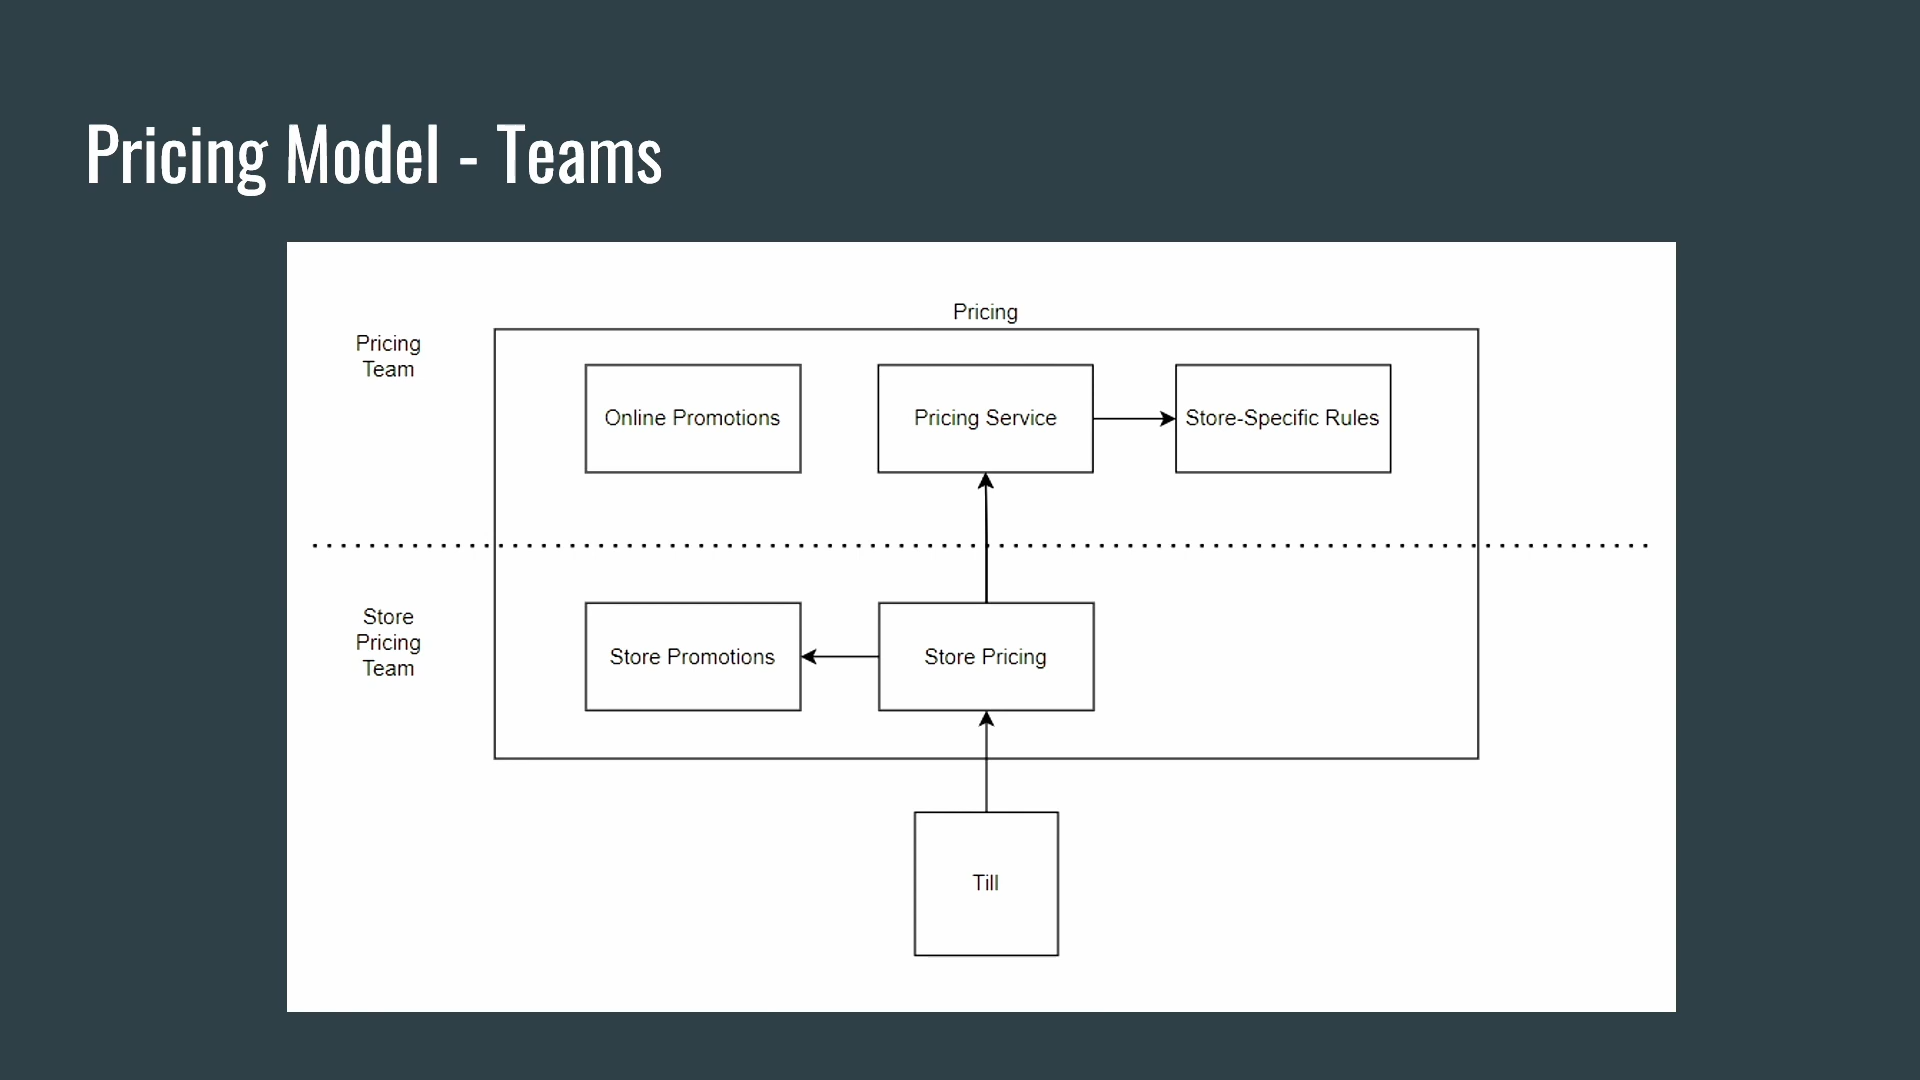 Pricing Model - Teams
Pricing
Pricing
Team
Online Promotions
Pricing Service
Store-Specific Rules
Store
Pricing
Team
Store Promotions
Store Pricing
Till